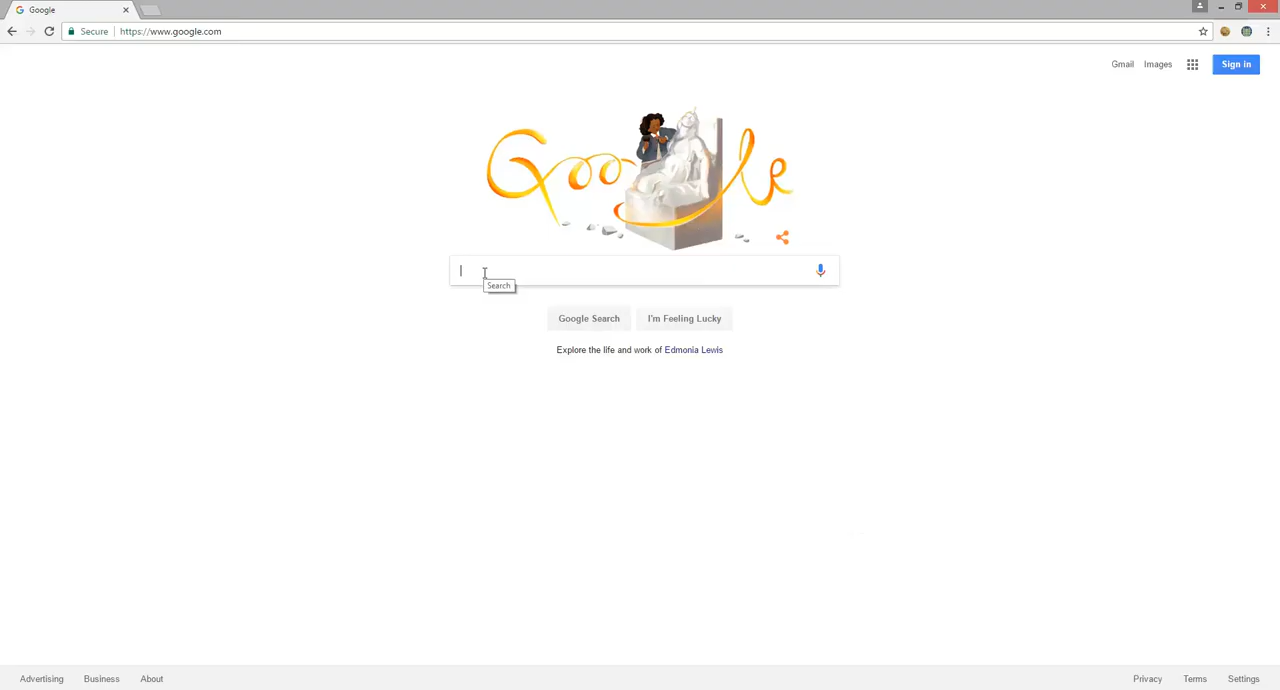 Google
Secure
https://www.google.com
Gmail
Images
Sign in
Google
Search
Google Search
I'm Feeling Lucky
Explore the life and work of Edmonia Lewis
Advertising
Business
About
Privacy
Terms
Settings